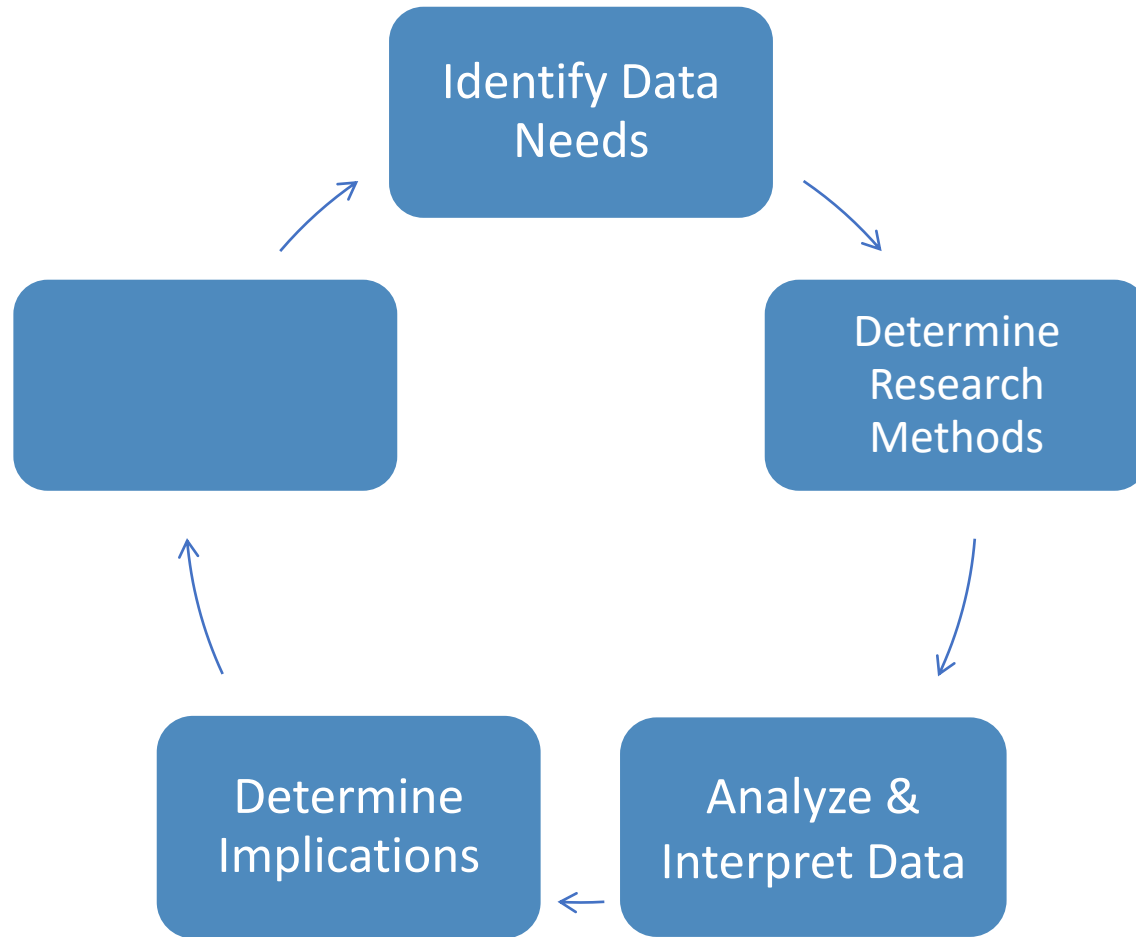 Identify Data
Needs
Determine
Research
Methods
Analyze &
Interpret Data
Determine
Implications